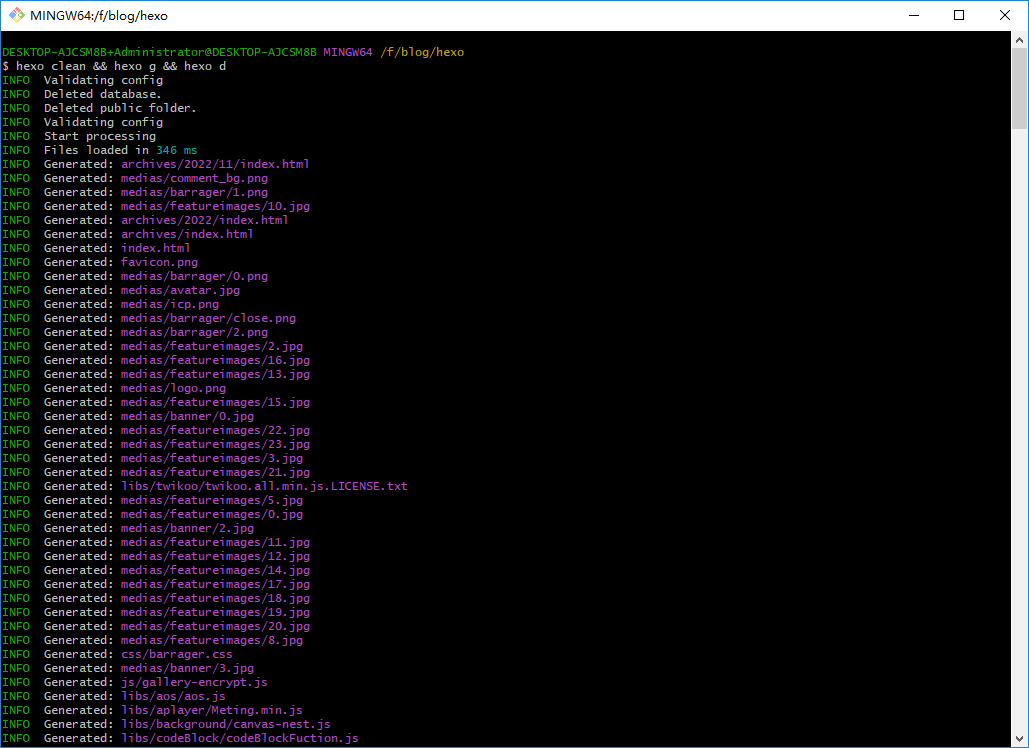 MINGW64:/f/blog/hexo
DESKTOP-AJCSM8B+Administrator@DESKTOP-AJCSM8B MINGW64 /f/blog/hexo
$ hexo clean && hexo g && hexo d
INFO  Validating config
INFO  Deleted database.
INFO  Deleted public folder.
INFO  Validating config
INFO  Start processing
INFO  Files loaded in 346 ms
INFO  Generated: archives/2022/11/index.html
INFO  Generated: medias/comment_bg.png
INFO  Generated: medias/barrager/1.png
INFO  Generated: medias/featureimages/10.jpg
INFO  Generated: archives/2022/index.html
INFO  Generated: archives/index.html
INFO  Generated: index.html
INFO  Generated: favicon.png
INFO  Generated: medias/barrager/0.png
INFO  Generated: medias/avatar.jpg
INFO  Generated: medias/icp.png
INFO  Generated: medias/barrager/close.png
INFO  Generated: medias/barrager/2.png
INFO  Generated: medias/featureimages/2.jpg
INFO  Generated: medias/featureimages/16.jpg
INFO  Generated: medias/featureimages/13.jpg
INFO  Generated: medias/logo.png
INFO  Generated: medias/featureimages/15.jpg
INFO  Generated: medias/banner/0.jpg
INFO  Generated: medias/featureimages/22.jpg
INFO  Generated: medias/featureimages/23.jpg
INFO  Generated: medias/featureimages/3.jpg
INFO  Generated: medias/featureimages/21.jpg
INFO  Generated: libs/twikoo/twikoo.all.min.js.LICENSE.txt
INFO  Generated: medias/featureimages/5.jpg
INFO  Generated: medias/featureimages/0.jpg
INFO  Generated: medias/banner/2.jpg
INFO  Generated: medias/featureimages/11.jpg
INFO  Generated: medias/featureimages/12.jpg
INFO  Generated: medias/featureimages/14.jpg
INFO  Generated: medias/featureimages/17.jpg
INFO  Generated: medias/featureimages/18.jpg
INFO  Generated: medias/featureimages/19.jpg
INFO  Generated: medias/featureimages/20.jpg
INFO  Generated: medias/featureimages/8.jpg
INFO  Generated: css/barrager.css
INFO  Generated: medias/banner/3.jpg
INFO  Generated: js/gallery-encrypt.js
INFO  Generated: libs/aos/aos.js
INFO  Generated: libs/aplayer/Meting.min.js
INFO  Generated: libs/background/canvas-nest.js
INFO  Generated: libs/codeBlock/codeBlockFuction.js